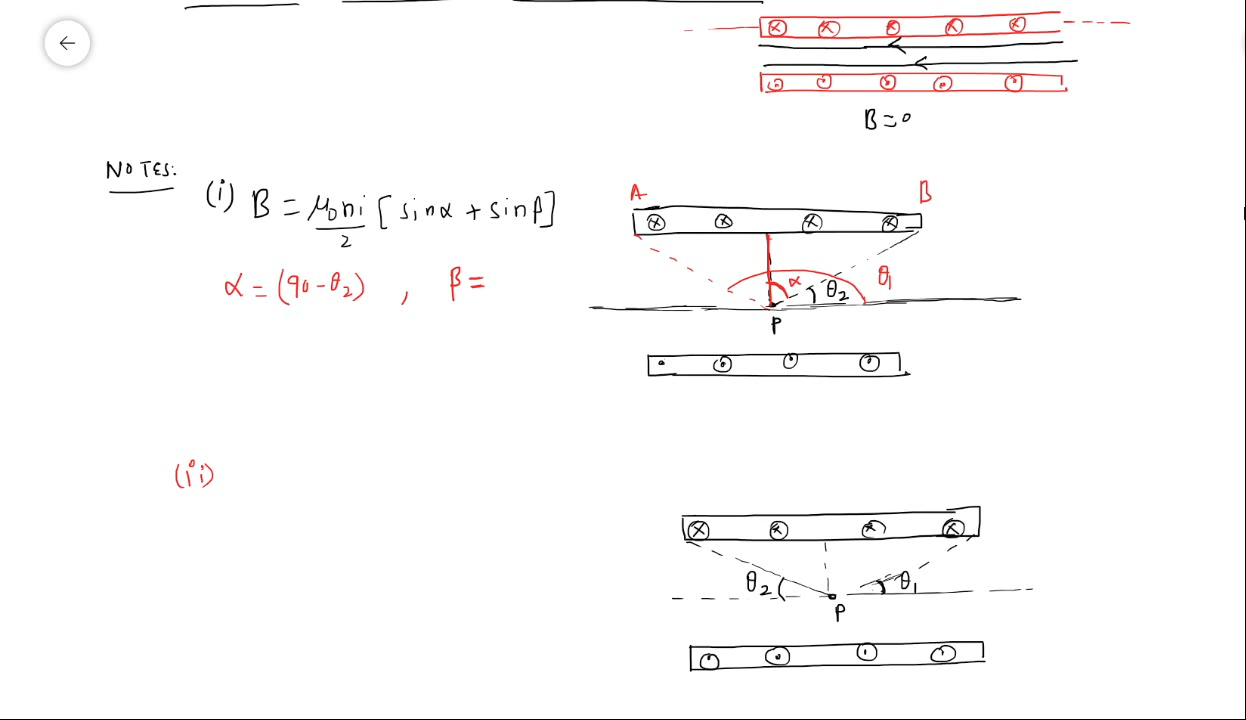 B = 0
NOTES:
(i) B = μ₀ni/2 [sinα + sinβ]
A B
α = (90 - θ₂) , β =
α θ₂ θ₁
P
(ii)
θ₂ θ₁
P